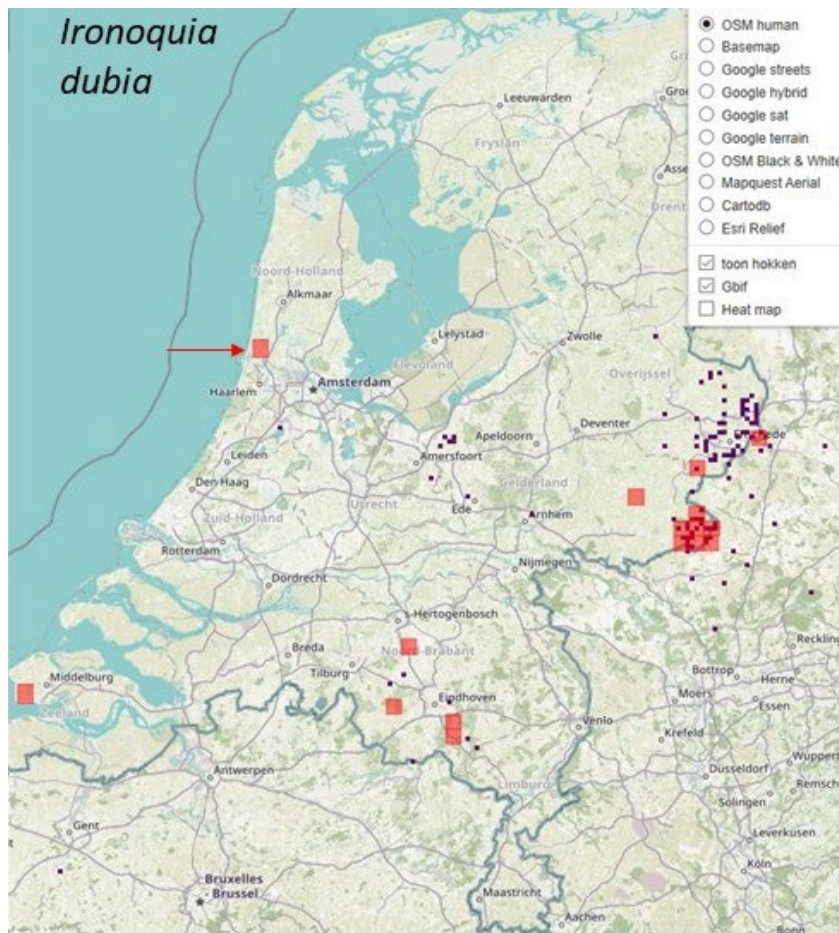 Ironoquia
dubia
OSM human
Basemap
Google streets
Google hybrid
Google sat
Google terrain
OSM Black & White
Mapquest Aerial
Cartodb
Esri Relief
toon hokken
Gbif
Heat map
Leeuwarden
Fryslân
Noord-Holland
Alkmaar
Lelystad
Flevoland
Zwolle
Haarlem
Amsterdam
Overijssel
Deventer
Apeldoorn
Amersfoort
Leiden
Den Haag
Utrecht
Gelderland
Ede
Arnhem
Zuid-Holland
Rotterdam
Nijmegen
Dordrecht
's-Hertogenbosch
Breda
Noord-Brabant
Tilburg
Middelburg
Zeeland
Eindhoven
Venlo
Bottrop
Herne
Moers
Essen
Krefeld
Antwerpen
Düsseldorf
Solingen
Limburg
Gent
Leverkusen
Köln
Bruxelles
- Brussel
Maastricht
Aachen
Bonn